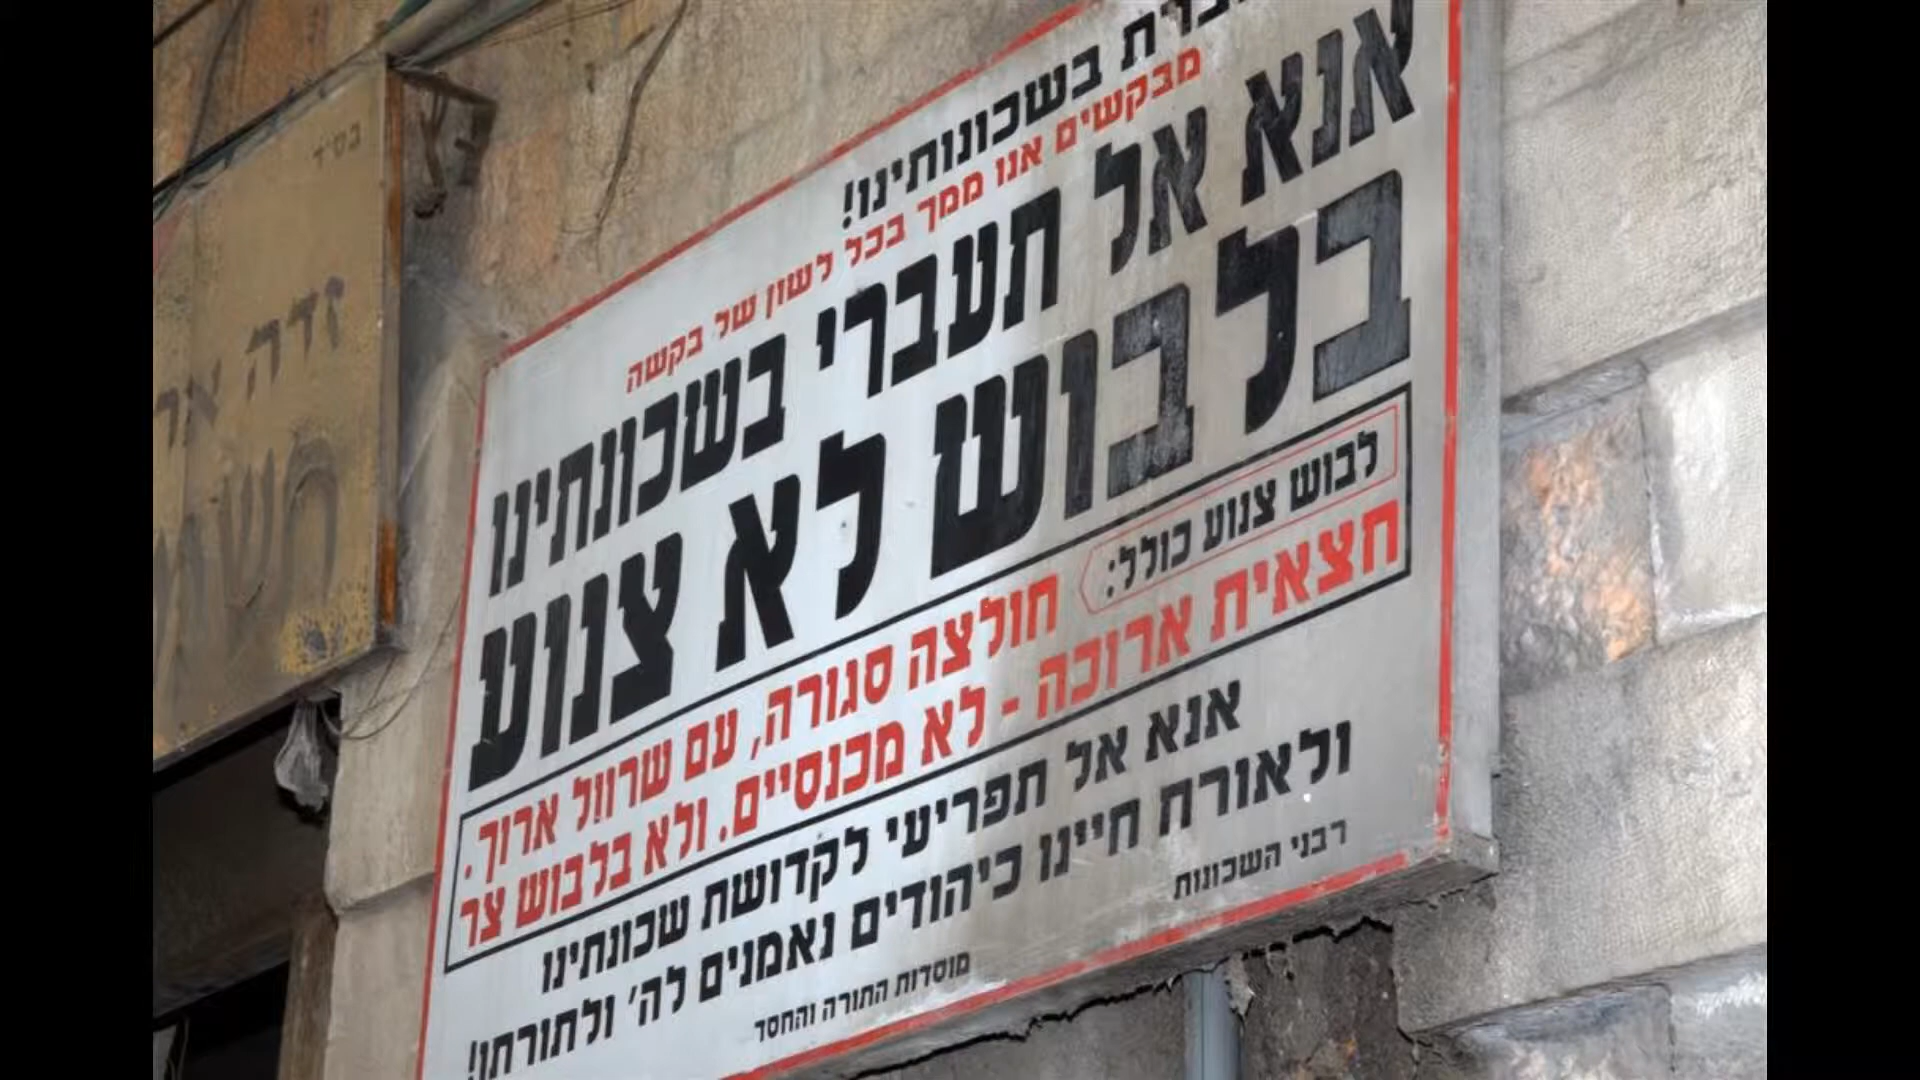 בשכונותינו!
מבקשים אנו ממך בכל לשון של בקשה
אנא אל תעברי בשכונתינו
בלבוש לא צנוע
לבוש צנוע כולל:
חולצה סגורה, עם שרוול ארוך.
חצאית ארוכה - לא מכנסיים. ולא בלבוש צר
אנא אל תפריעי לקדושת שכונתינו
ולאורח חיינו כיהודים נאמנים לה' ולתורתו!
רבני השכונות
מוסדות התורה והחסד
בס"ד